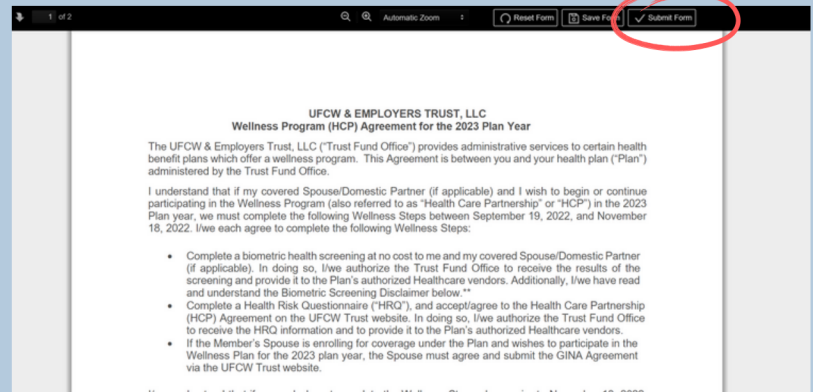 1 of 2 Automatic Zoom Reset Form Save Form Submit Form
UFCW & EMPLOYERS TRUST, LLC
Wellness Program (HCP) Agreement for the 2023 Plan Year
The UFCW & Employers Trust, LLC ("Trust Fund Office") provides administrative services to certain health
benefit plans which offer a wellness program. This Agreement is between you and your health plan ("Plan")
administered by the Trust Fund Office.
I understand that if my covered Spouse/Domestic Partner (if applicable) and I wish to begin or continue
participating in the Wellness Program (also referred to as "Health Care Partnership" or "HCP") in the 2023
Plan year, we must complete the following Wellness Steps between September 19, 2022, and November
18, 2022. I/we each agree to complete the following Wellness Steps:
• Complete a biometric health screening at no cost to me and my covered Spouse/Domestic Partner
(if applicable). In doing so, I/we authorize the Trust Fund Office to receive the results of the
screening and provide it to the Plan's authorized Healthcare vendors. Additionally, I/we have read
and understand the Biometric Screening Disclaimer below.**
• Complete a Health Risk Questionnaire ("HRQ"), and accept/agree to the Health Care Partnership
(HCP) Agreement on the UFCW Trust website. In doing so, I/we authorize the Trust Fund Office
to receive the HRQ information and to provide it to the Plan's authorized Healthcare vendors.
• If the Member's Spouse is enrolling for coverage under the Plan and wishes to participate in the
Wellness Plan for the 2023 plan year, the Spouse must agree and submit the GINA Agreement
via the UFCW Trust website.